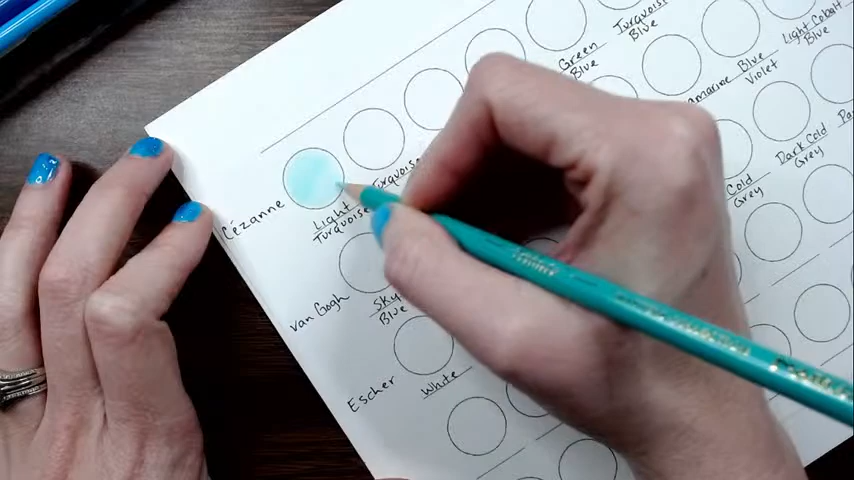 Turquoise
Blue
Light Cobalt
Blue
Green
Blue
Blue
Violet
Dark Cold
Grey
Cold
Grey
Cézanne
Light
Turquoise
Turquoise
Van Gogh
Sky
Blue
Escher
White